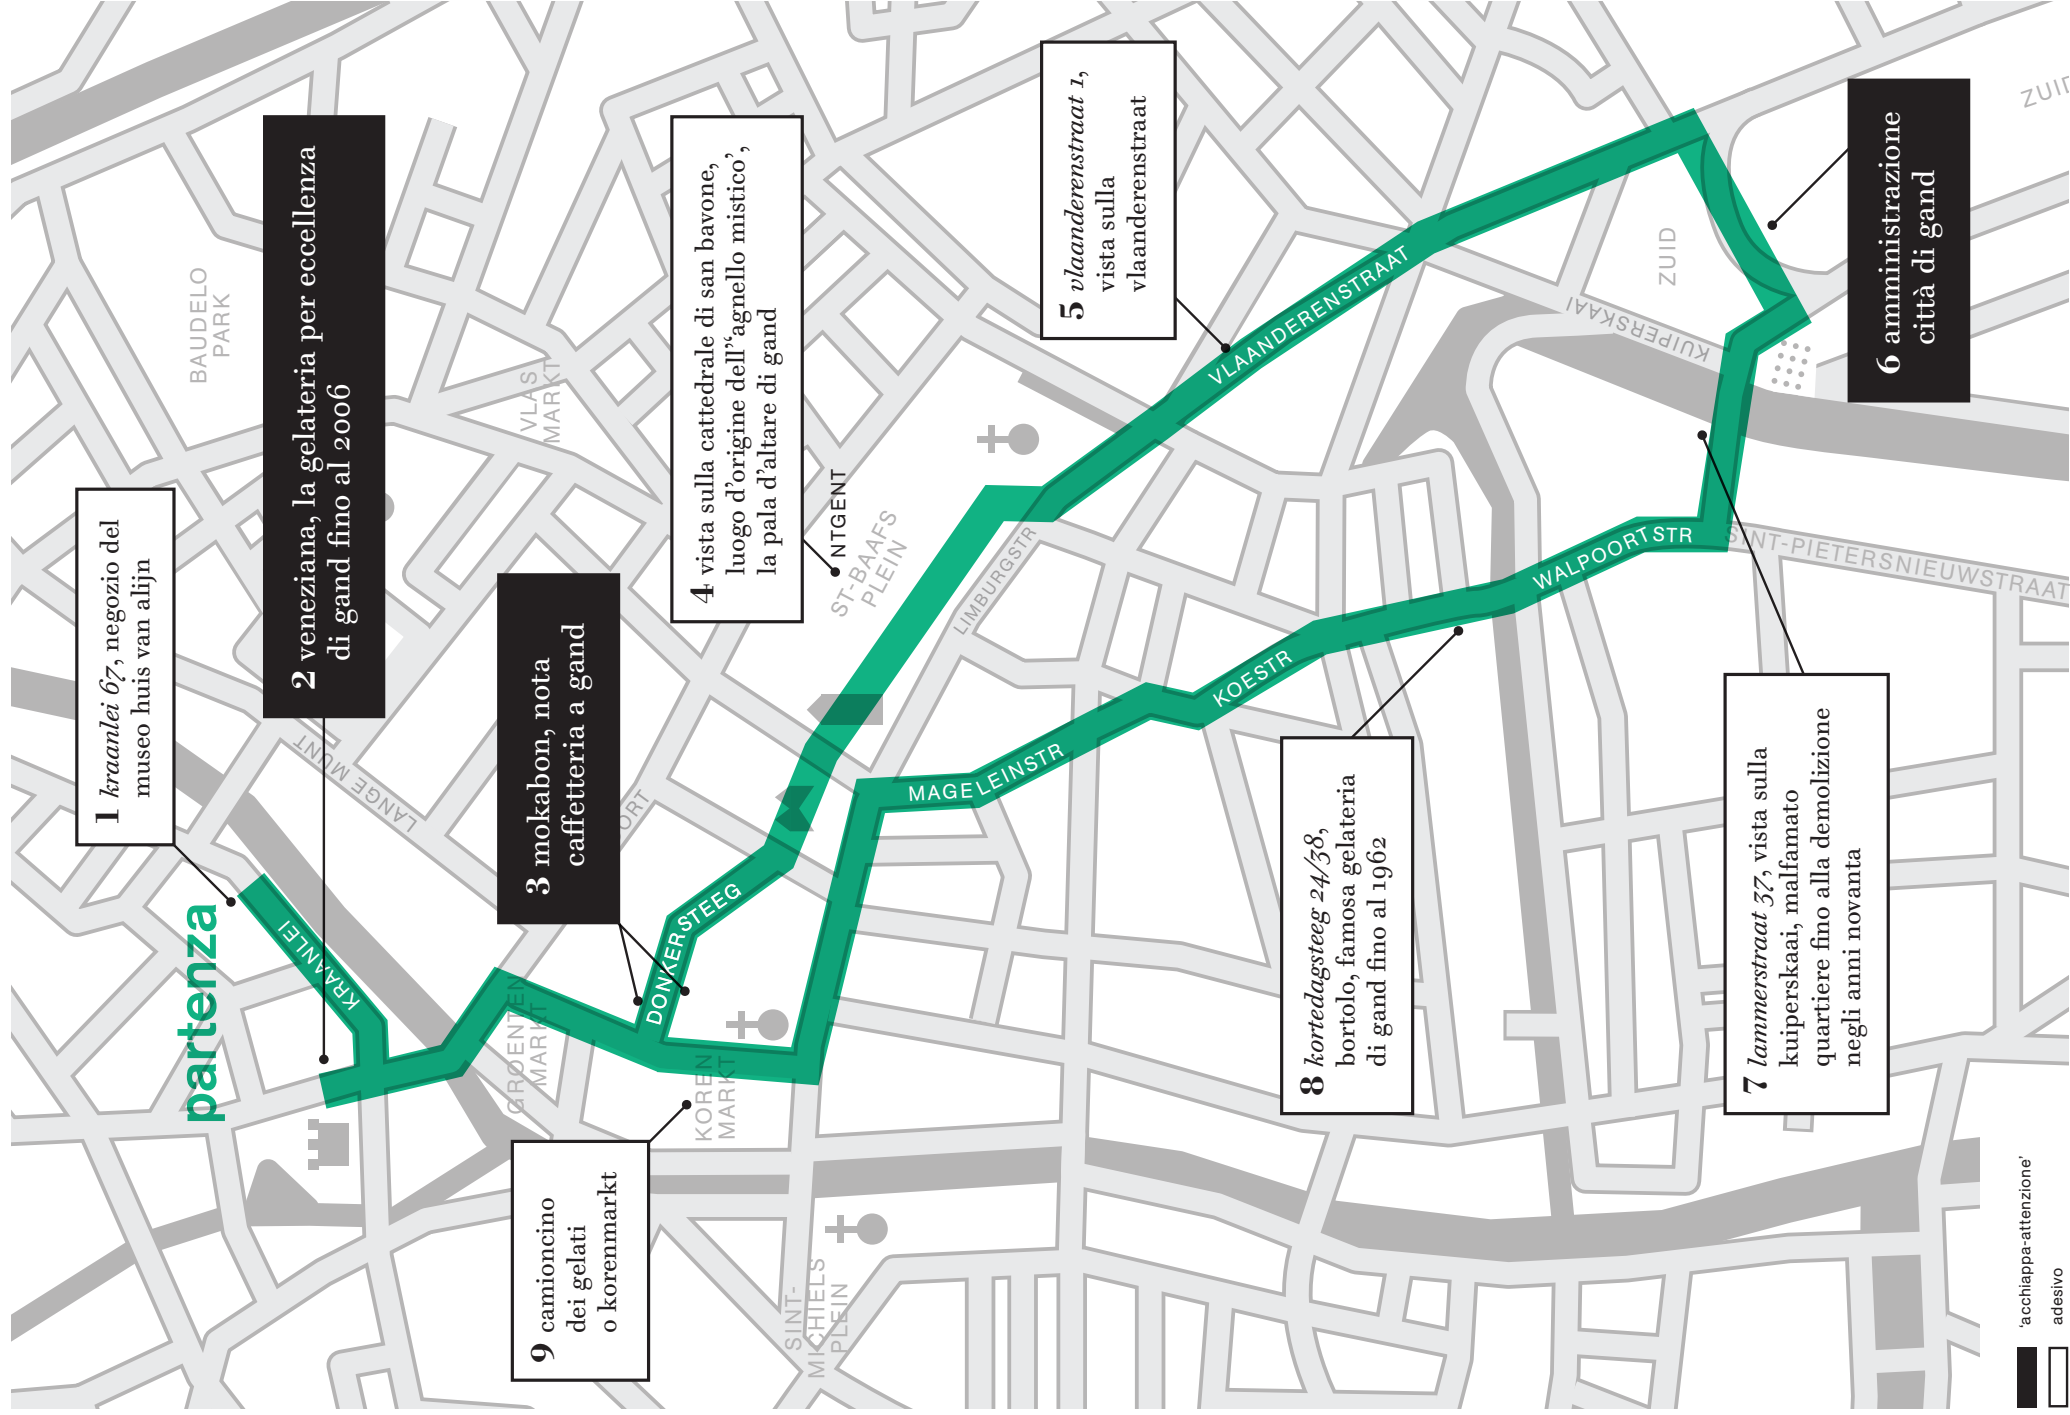 partenza
1 kraanlei 67, negozio del
museo huis van alijn
2 veneziana, la gelateria per eccellenza
di gand fino al 2006
3 mokabon, nota
caffetteria a gand
4 vista sulla cattedrale di san bavone,
luogo d'origine dell'‘agnello mistico',
la pala d'altare di gand
5 vlaanderenstraat 1,
vista sulla
vlaanderenstraat
6 amministrazione
città di gand
7 lammerstraat 37, vista sulla
kuiperskaai, malfamato
quartiere fino alla demolizione
negli anni novanta
8 kortedagsteeg 24/38,
bortolo, famosa gelateria
di gand fino al 1962
9 camioncino
dei gelati
o korenmarkt
BAUDELO
PARK
VLAS
MARKT
LANGE MUNT
KRAANLEI
GROENTEN
MARKT
DONKERSTEEG
KOREN
MARKT
ORT
NTGENT
ST-BAAFS
PLEIN
LIMBURGSTR
MAGELEINSTR
KOESTR
VLAANDERENSTRAAT
WALPOORTSTR
KUIPERSKAAI
ZUID
ZUID
SINT-PIETERSNIEUWSTRAAT
SINT-
MICHIELS
PLEIN
‘acchiappa-attenzione’
adesivo